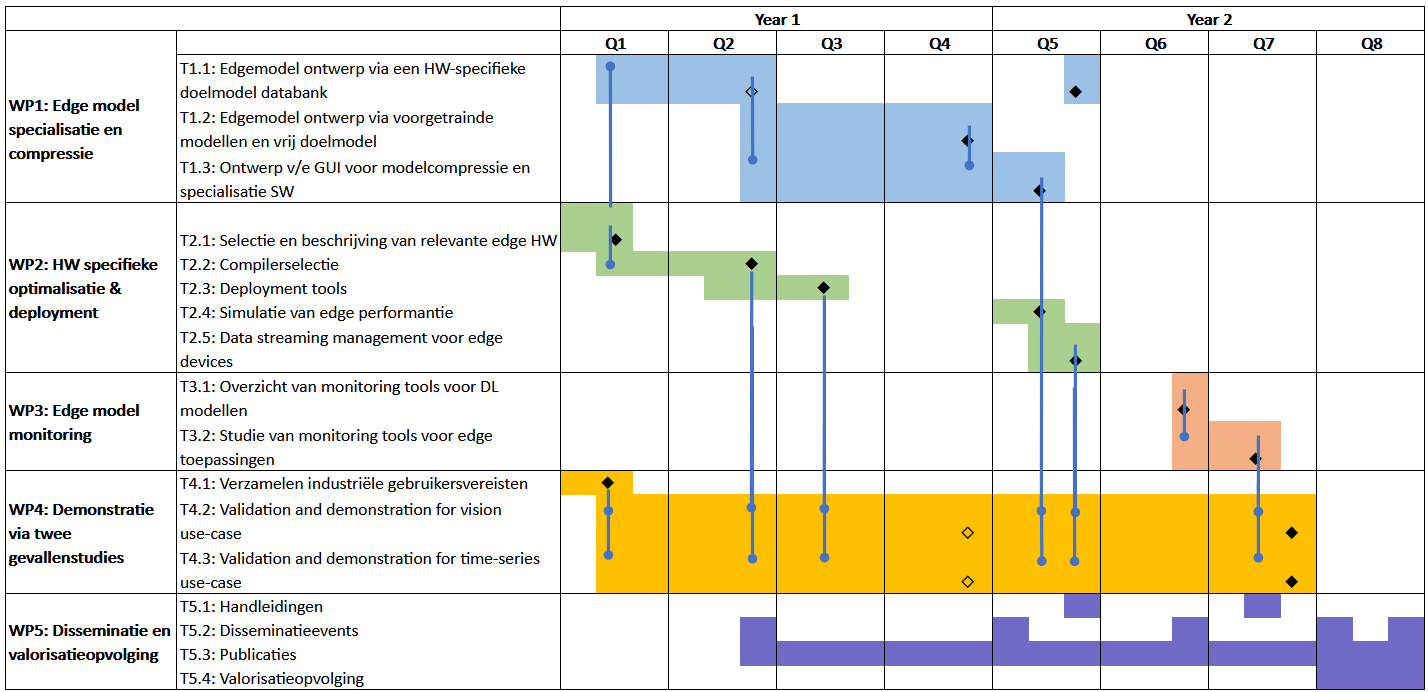 Year 1
Year 2
Q1
Q2
Q3
Q4
Q5
Q6
Q7
Q8
WP1: Edge model
specialisatie en
compressie
T1.1: Edgemodel ontwerp via een HW-specifieke
doelmodel databank
T1.2: Edgemodel ontwerp via voorgetrainde
modellen en vrij doelmodel
T1.3: Ontwerp v/e GUI voor modelcompressie en
specialisatie SW
WP2: HW specifieke
optimalisatie &
deployment
T2.1: Selectie en beschrijving van relevante edge HW
T2.2: Compilerselectie
T2.3: Deployment tools
T2.4: Simulatie van edge performantie
T2.5: Data streaming management voor edge
devices
WP3: Edge model
monitoring
T3.1: Overzicht van monitoring tools voor DL
modellen
T3.2: Studie van monitoring tools voor edge
toepassingen
WP4: Demonstratie
via twee
gevallenstudies
T4.1: Verzamelen industriële gebruikersvereisten
T4.2: Validation and demonstration for vision
use-case
T4.3: Validation and demonstration for time-series
use-case
WP5: Disseminatie en
valorisatieopvolging
T5.1: Handleidingen
T5.2: Disseminatieevents
T5.3: Publicaties
T5.4: Valorisatieopvolging